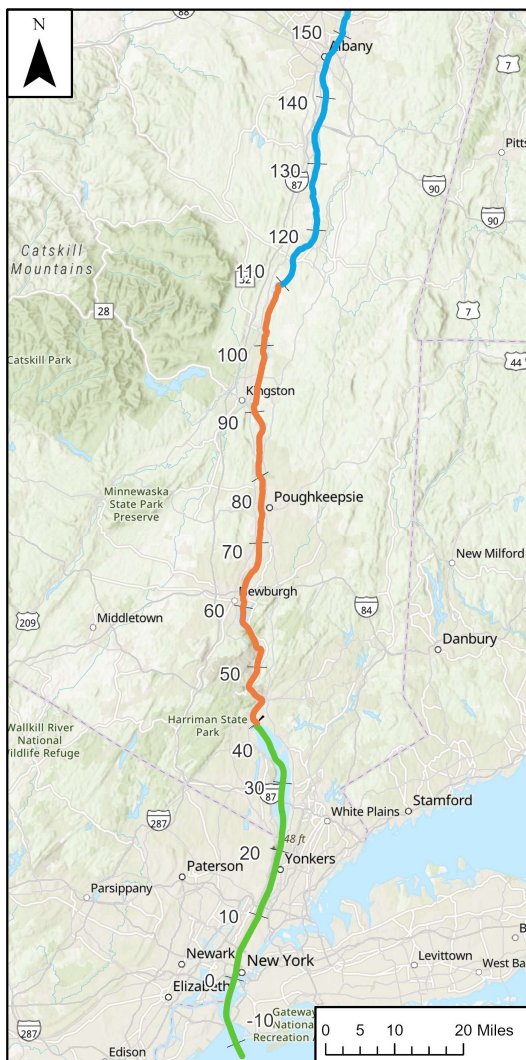 N
88
150
Albany
7
140
Pitts
130
87
90
90
120
Catskill
Mountains
110
32
28
7
100
44
Catskill Park
Kingston
90
Minnewaska
State Park
Preserve
80
Poughkeepsie
70
New Milford
Newburgh
60
84
209
Middletown
Danbury
50
Harriman State
Park
Wallkill River
National
Wildlife Refuge
40
30
87
287
White Plains
Stamford
48 ft
20
Yonkers
Paterson
Parsippany
10
B
Newark
New York
Levittown
West Ba
0
Elizabeth
Gateway
National
Recreation A
-10
287
Edison
0 5 10 20 Miles